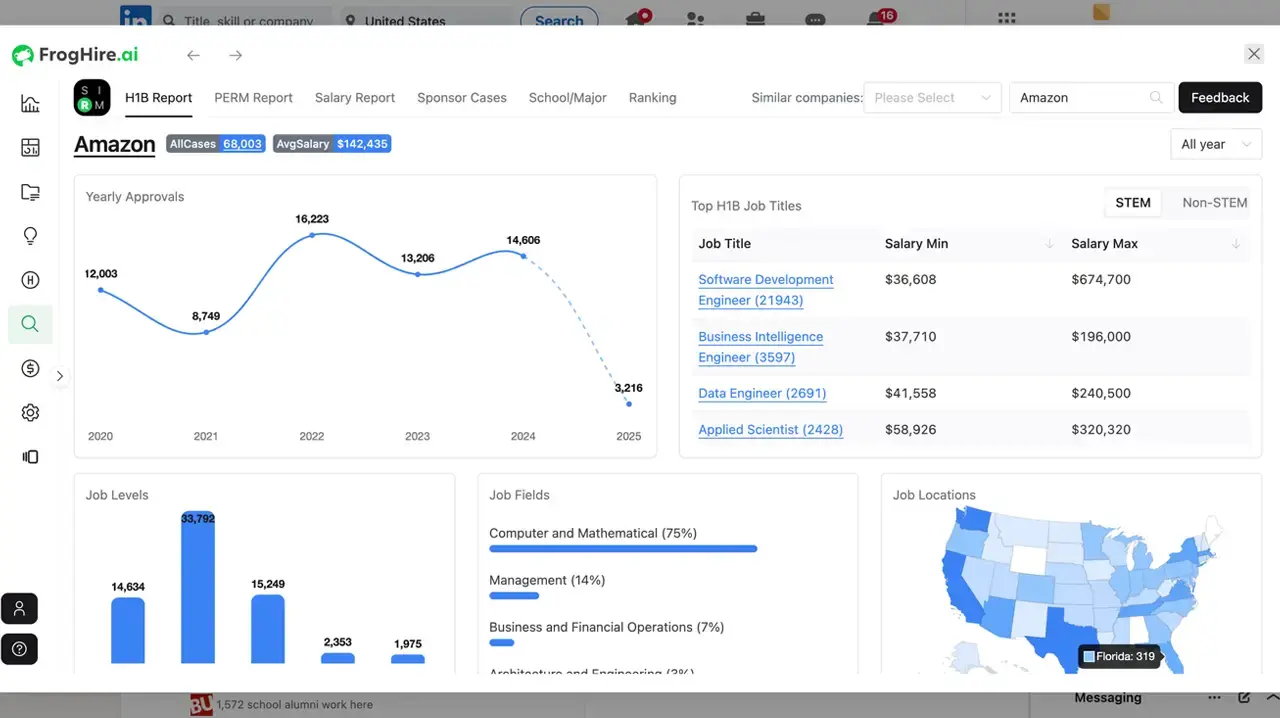 Title, skill or company
United States
Search
16
FrogHire.ai
SIRM
H1B Report
PERM Report
Salary Report
Sponsor Cases
School/Major
Ranking
Similar companies:
Please Select
Amazon
Feedback
Amazon
AllCases 68,003
AvgSalary $142,435
All year
Yearly Approvals
12,003
8,749
16,223
13,206
14,606
3,216
2020
2021
2022
2023
2024
2025
Top H1B Job Titles
STEM
Non-STEM
Job Title
Salary Min
Salary Max
Software Development
Engineer (21943)
$36,608
$674,700
Business Intelligence
Engineer (3597)
$37,710
$196,000
Data Engineer (2691)
$41,558
$240,500
Applied Scientist (2428)
$58,926
$320,320
Job Levels
14,634
33,792
15,249
2,353
1,975
Job Fields
Computer and Mathematical (75%)
Management (14%)
Business and Financial Operations (7%)
Architecture and Engineering (3%)
Job Locations
Florida: 319
BU
1,572 school alumni work here
Messaging